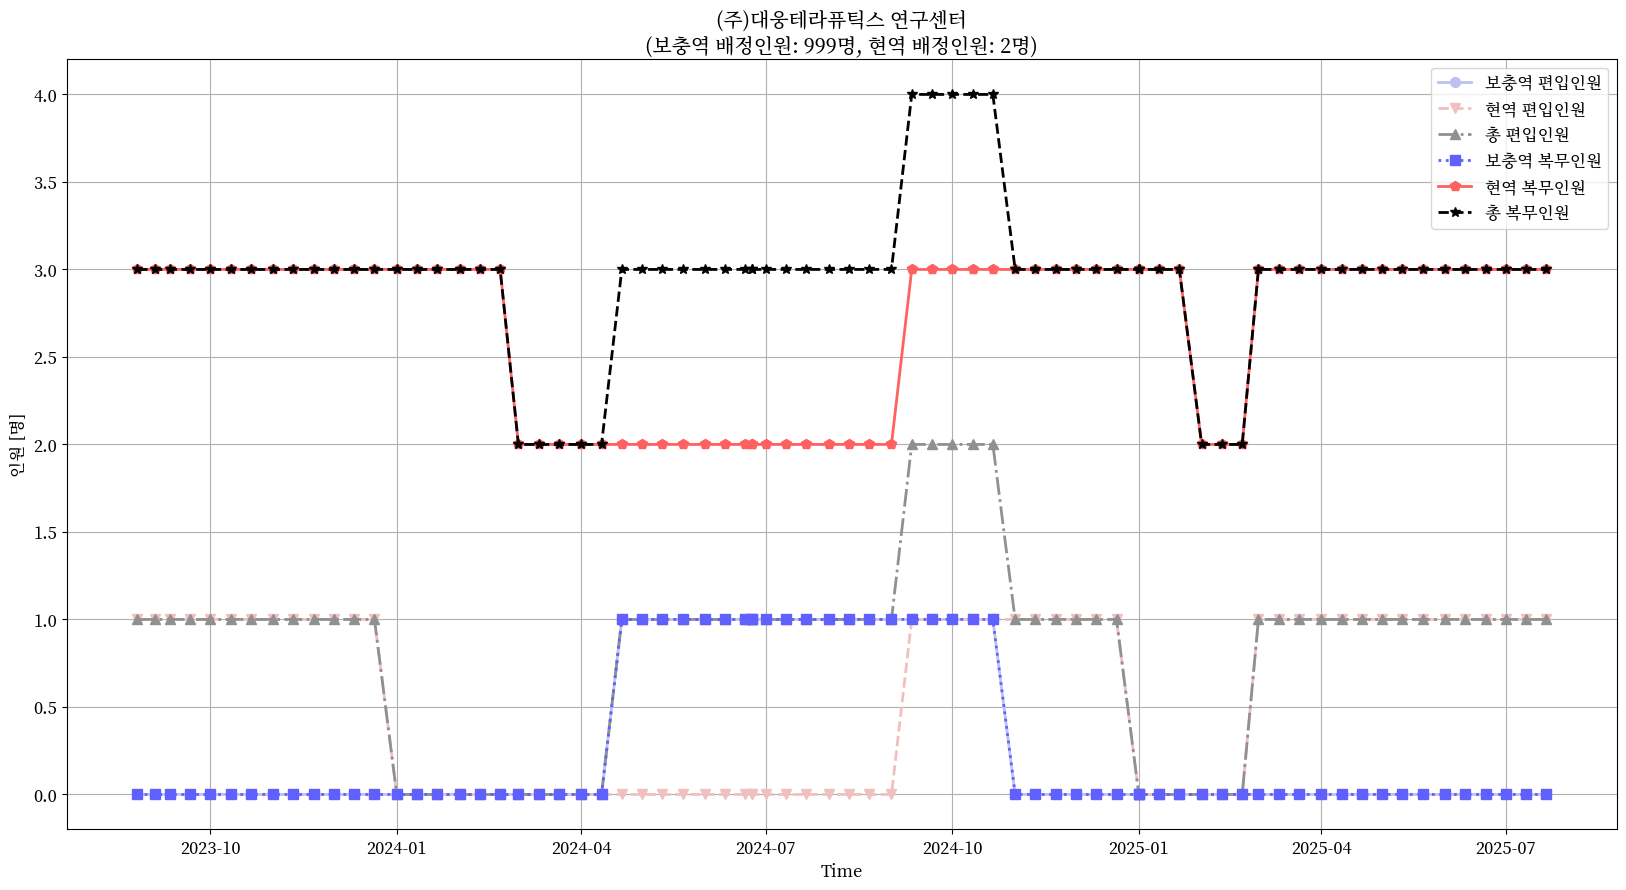 (주)대웅테라퓨틱스 연구센터
(보충역 배정인원: 999명, 현역 배정인원: 2명)
보충역 편입인원
현역 편입인원
총 편입인원
보충역 복무인원
현역 복무인원
총 복무인원
4.0
3.5
3.0
2.5
2.0
1.5
1.0
0.5
0.0
인원 [명]
2023-10
2024-01
2024-04
2024-07
2024-10
2025-01
2025-04
2025-07
Time